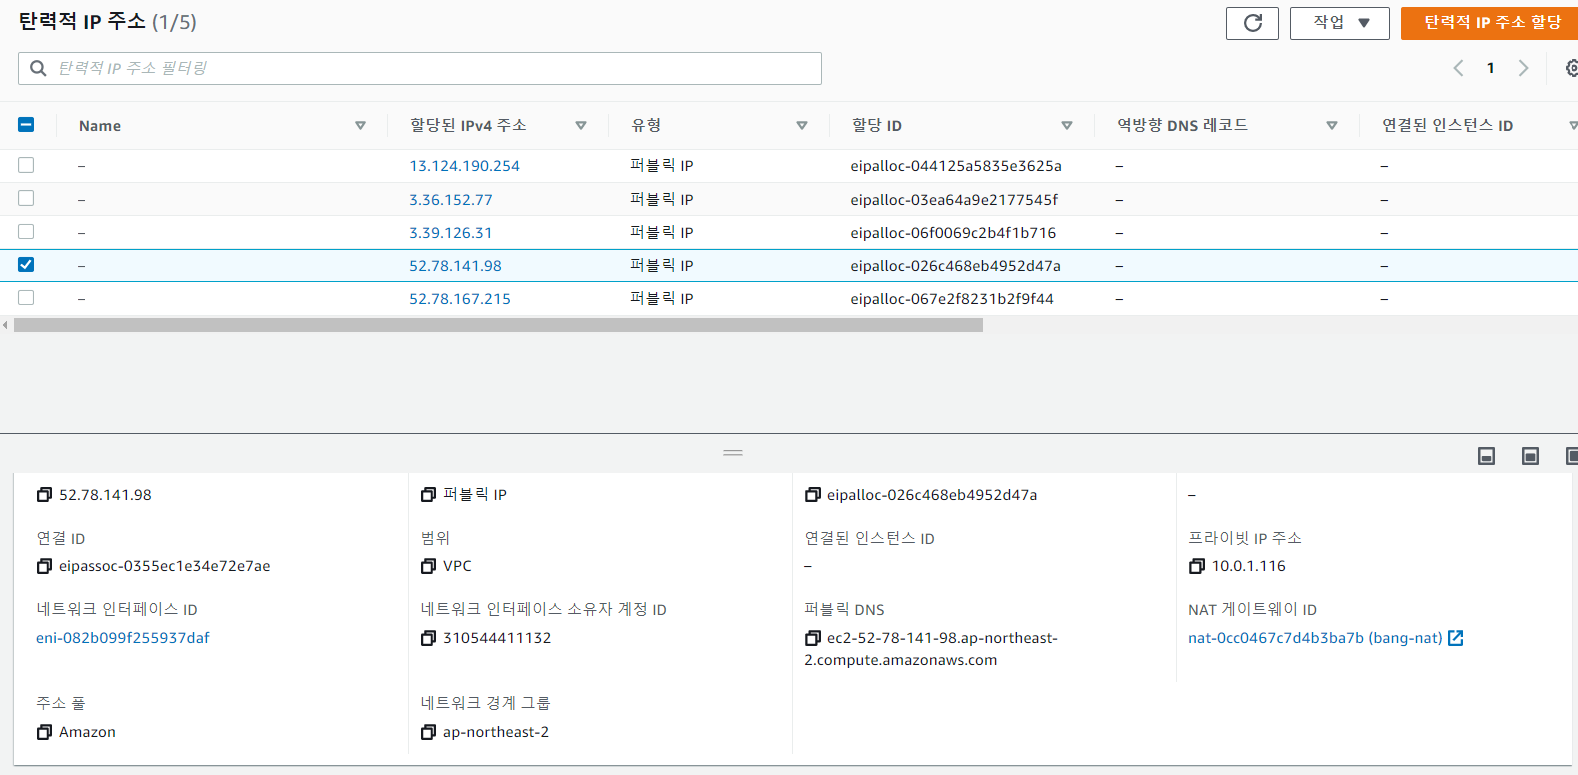 탄력적 IP 주소 (1/5)
작업
탄력적 IP 주소 할당
탄력적 IP 주소 필터링
1
Name 할당된 IPv4 주소 유형 할당 ID 역방향 DNS 레코드 연결된 인스턴스 ID
– 13.124.190.254 퍼블릭 IP eipalloc-044125a5835e3625a – –
– 3.36.152.77 퍼블릭 IP eipalloc-03ea64a9e2177545f – –
– 3.39.126.31 퍼블릭 IP eipalloc-06f0069c2b4f1b716 – –
– 52.78.141.98 퍼블릭 IP eipalloc-026c468eb4952d47a – –
– 52.78.167.215 퍼블릭 IP eipalloc-067e2f8231b2f9f44 – –
52.78.141.98 퍼블릭 IP eipalloc-026c468eb4952d47a –
연결 ID 범위 연결된 인스턴스 ID 프라이빗 IP 주소
eipassoc-0355ec1e34e72e7ae VPC – 10.0.1.116
네트워크 인터페이스 ID 네트워크 인터페이스 소유자 계정 ID 퍼블릭 DNS NAT 게이트웨이 ID
eni-082b099f255937daf 310544411132 ec2-52-78-141-98.ap-northeast- nat-0cc0467c7d4b3ba7b (bang-nat)
2.compute.amazonaws.com
주소 풀 네트워크 경계 그룹
Amazon ap-northeast-2